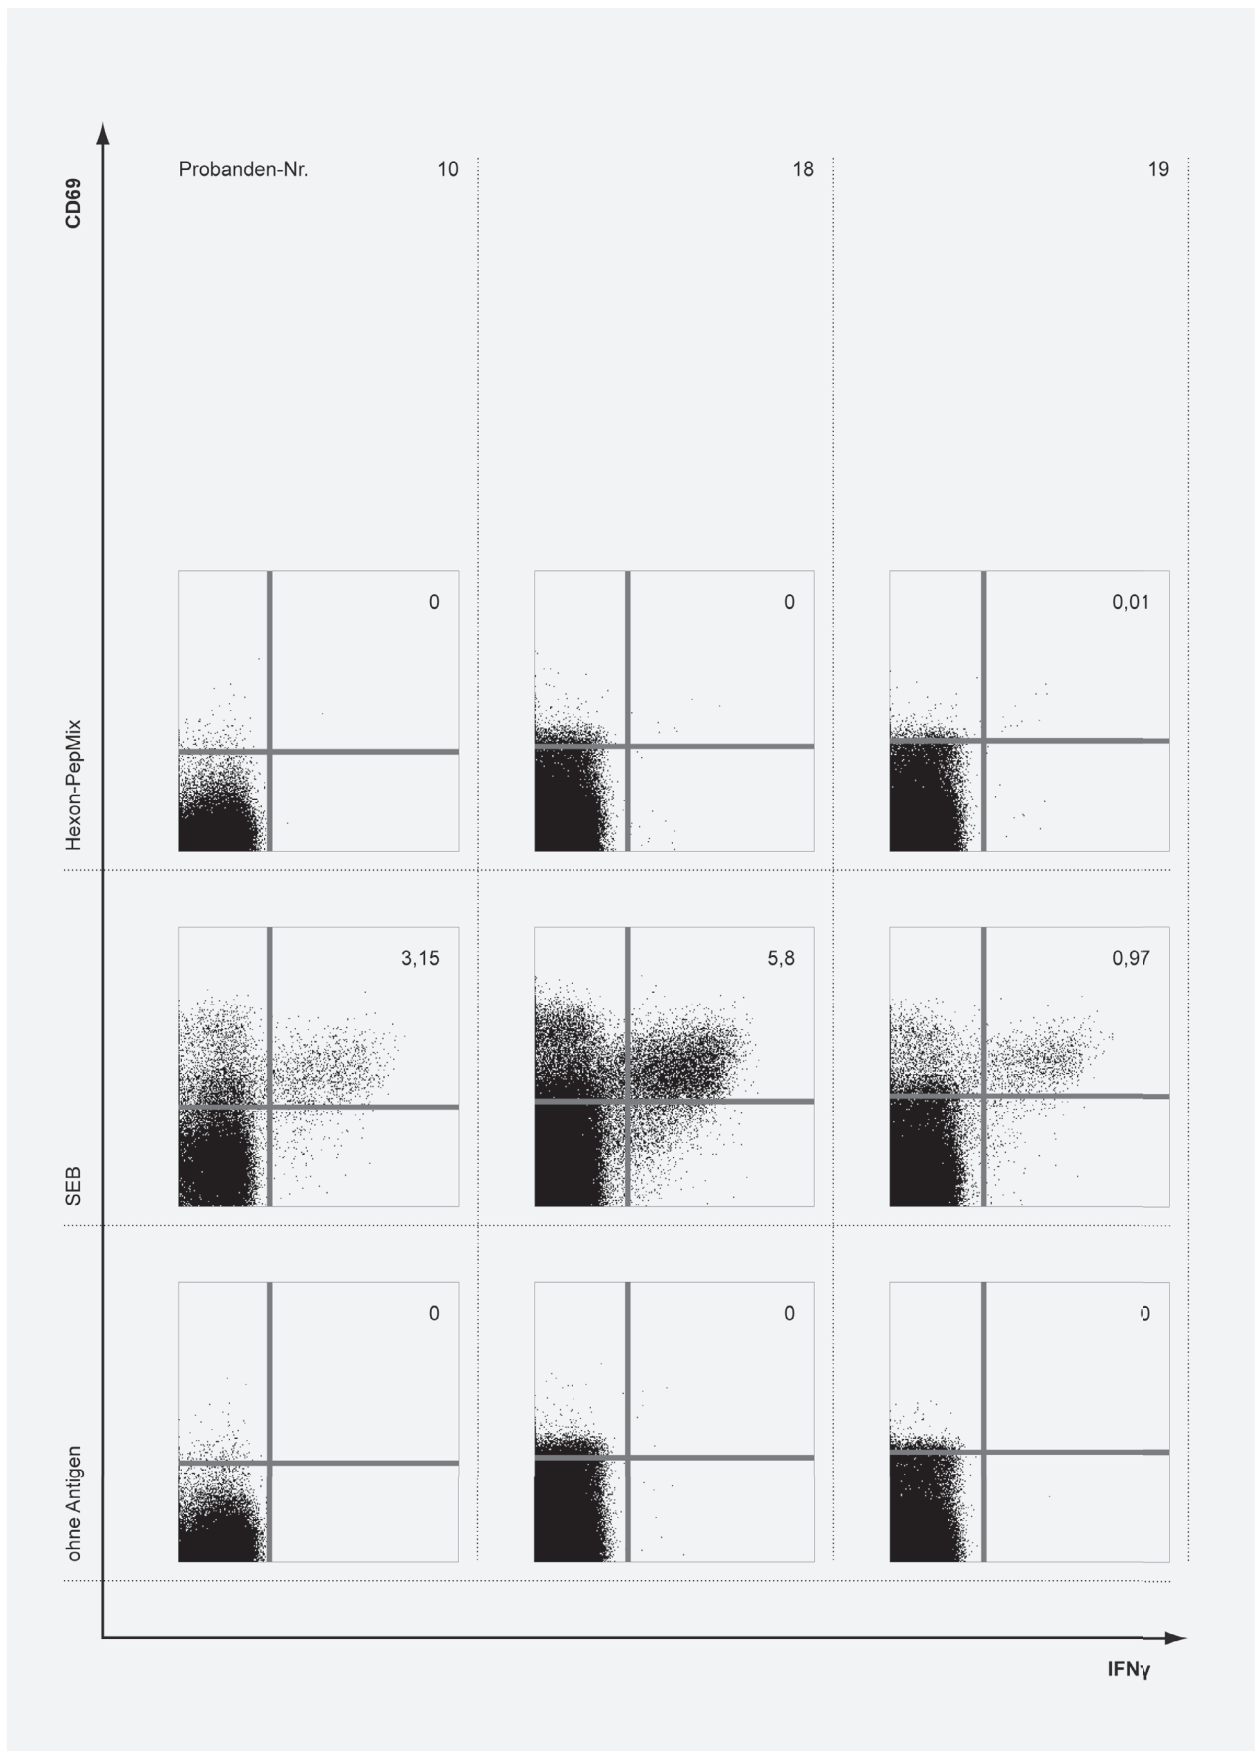 CD69
Probanden-Nr. 10 18 19
Hexon-PepMix
0 0 0,01
SEB
3,15 5,8 0,97
ohne Antigen
0 0 0
IFNγ